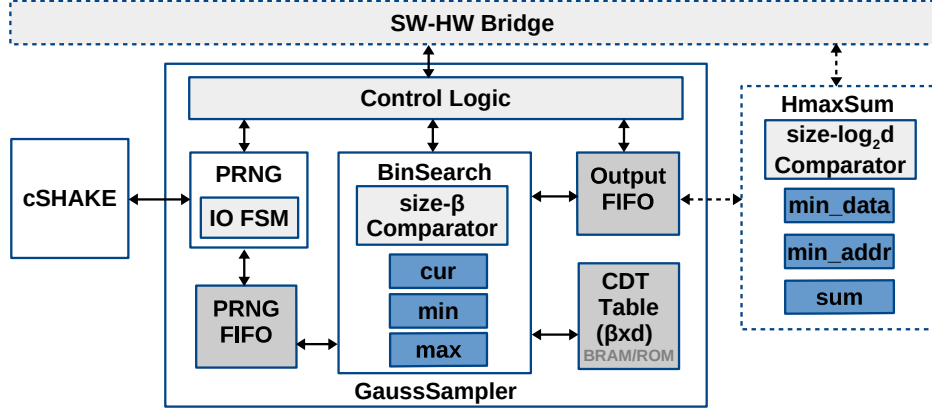 SW-HW Bridge
Control Logic
HmaxSum
size-log₂d
Comparator
min_data
min_addr
sum
cSHAKE
PRNG
IO FSM
BinSearch
size-β
Comparator
cur
min
max
Output
FIFO
PRNG
FIFO
CDT
Table
(βxd)
BRAM/ROM
GaussSampler